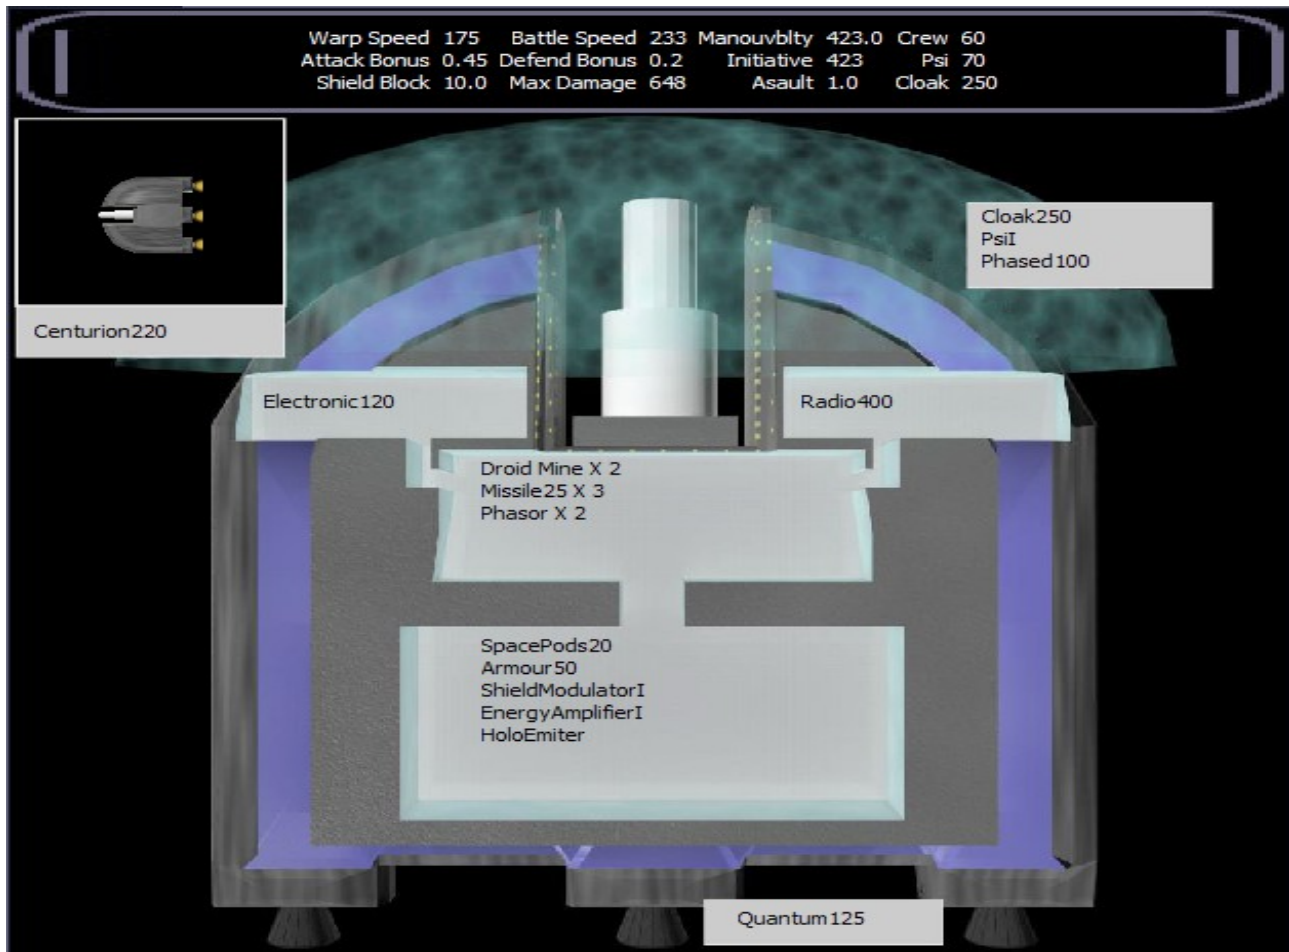 Warp Speed 175 Battle Speed 233 Manouvblty 423.0 Crew 60
Attack Bonus 0.45 Defend Bonus 0.2 Initiative 423 Psi 70
Shield Block 10.0 Max Damage 648 Asault 1.0 Cloak 250
Cloak250
PsiI
Phased100
Centurion220
Electronic120
Radio400
Droid Mine X 2
Missile25 X 3
Phasor X 2
SpacePods20
Armour50
ShieldModulatorI
EnergyAmplifierI
HoloEmiter
Quantum125